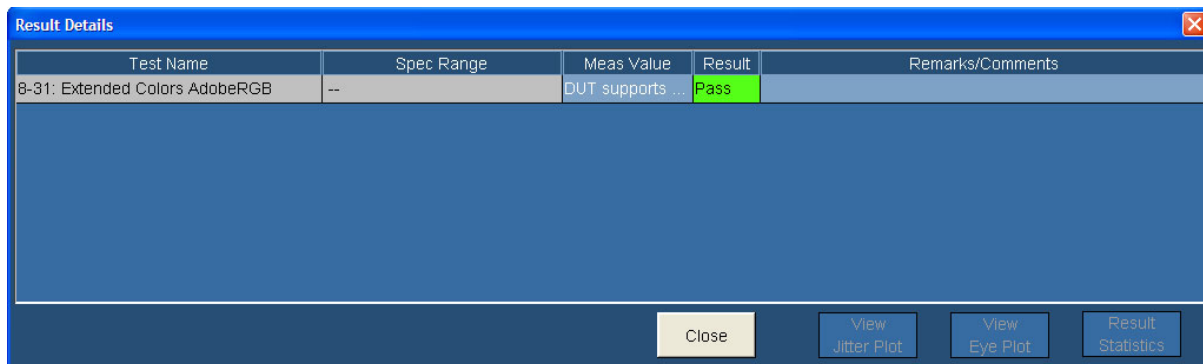 Result Details
Test Name Spec Range Meas Value Result Remarks/Comments
8-31: Extended Colors AdobeRGB -- DUT supports ... Pass
Close View Jitter Plot View Eye Plot Result Statistics